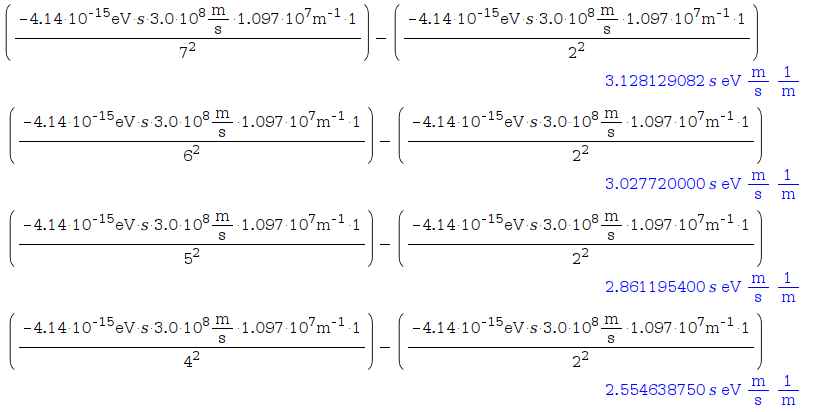 (−4.14·10^-15 eV·s·3.0·10^8 m/s·1.097·10^7 m^-1·1 / 7^2) − (−4.14·10^-15 eV·s·3.0·10^8 m/s·1.097·10^7 m^-1·1 / 2^2)
3.128129082 s eV m/s 1/m
(−4.14·10^-15 eV·s·3.0·10^8 m/s·1.097·10^7 m^-1·1 / 6^2) − (−4.14·10^-15 eV·s·3.0·10^8 m/s·1.097·10^7 m^-1·1 / 2^2)
3.027720000 s eV m/s 1/m
(−4.14·10^-15 eV·s·3.0·10^8 m/s·1.097·10^7 m^-1·1 / 5^2) − (−4.14·10^-15 eV·s·3.0·10^8 m/s·1.097·10^7 m^-1·1 / 2^2)
2.861195400 s eV m/s 1/m
(−4.14·10^-15 eV·s·3.0·10^8 m/s·1.097·10^7 m^-1·1 / 4^2) − (−4.14·10^-15 eV·s·3.0·10^8 m/s·1.097·10^7 m^-1·1 / 2^2)
2.554638750 s eV m/s 1/m